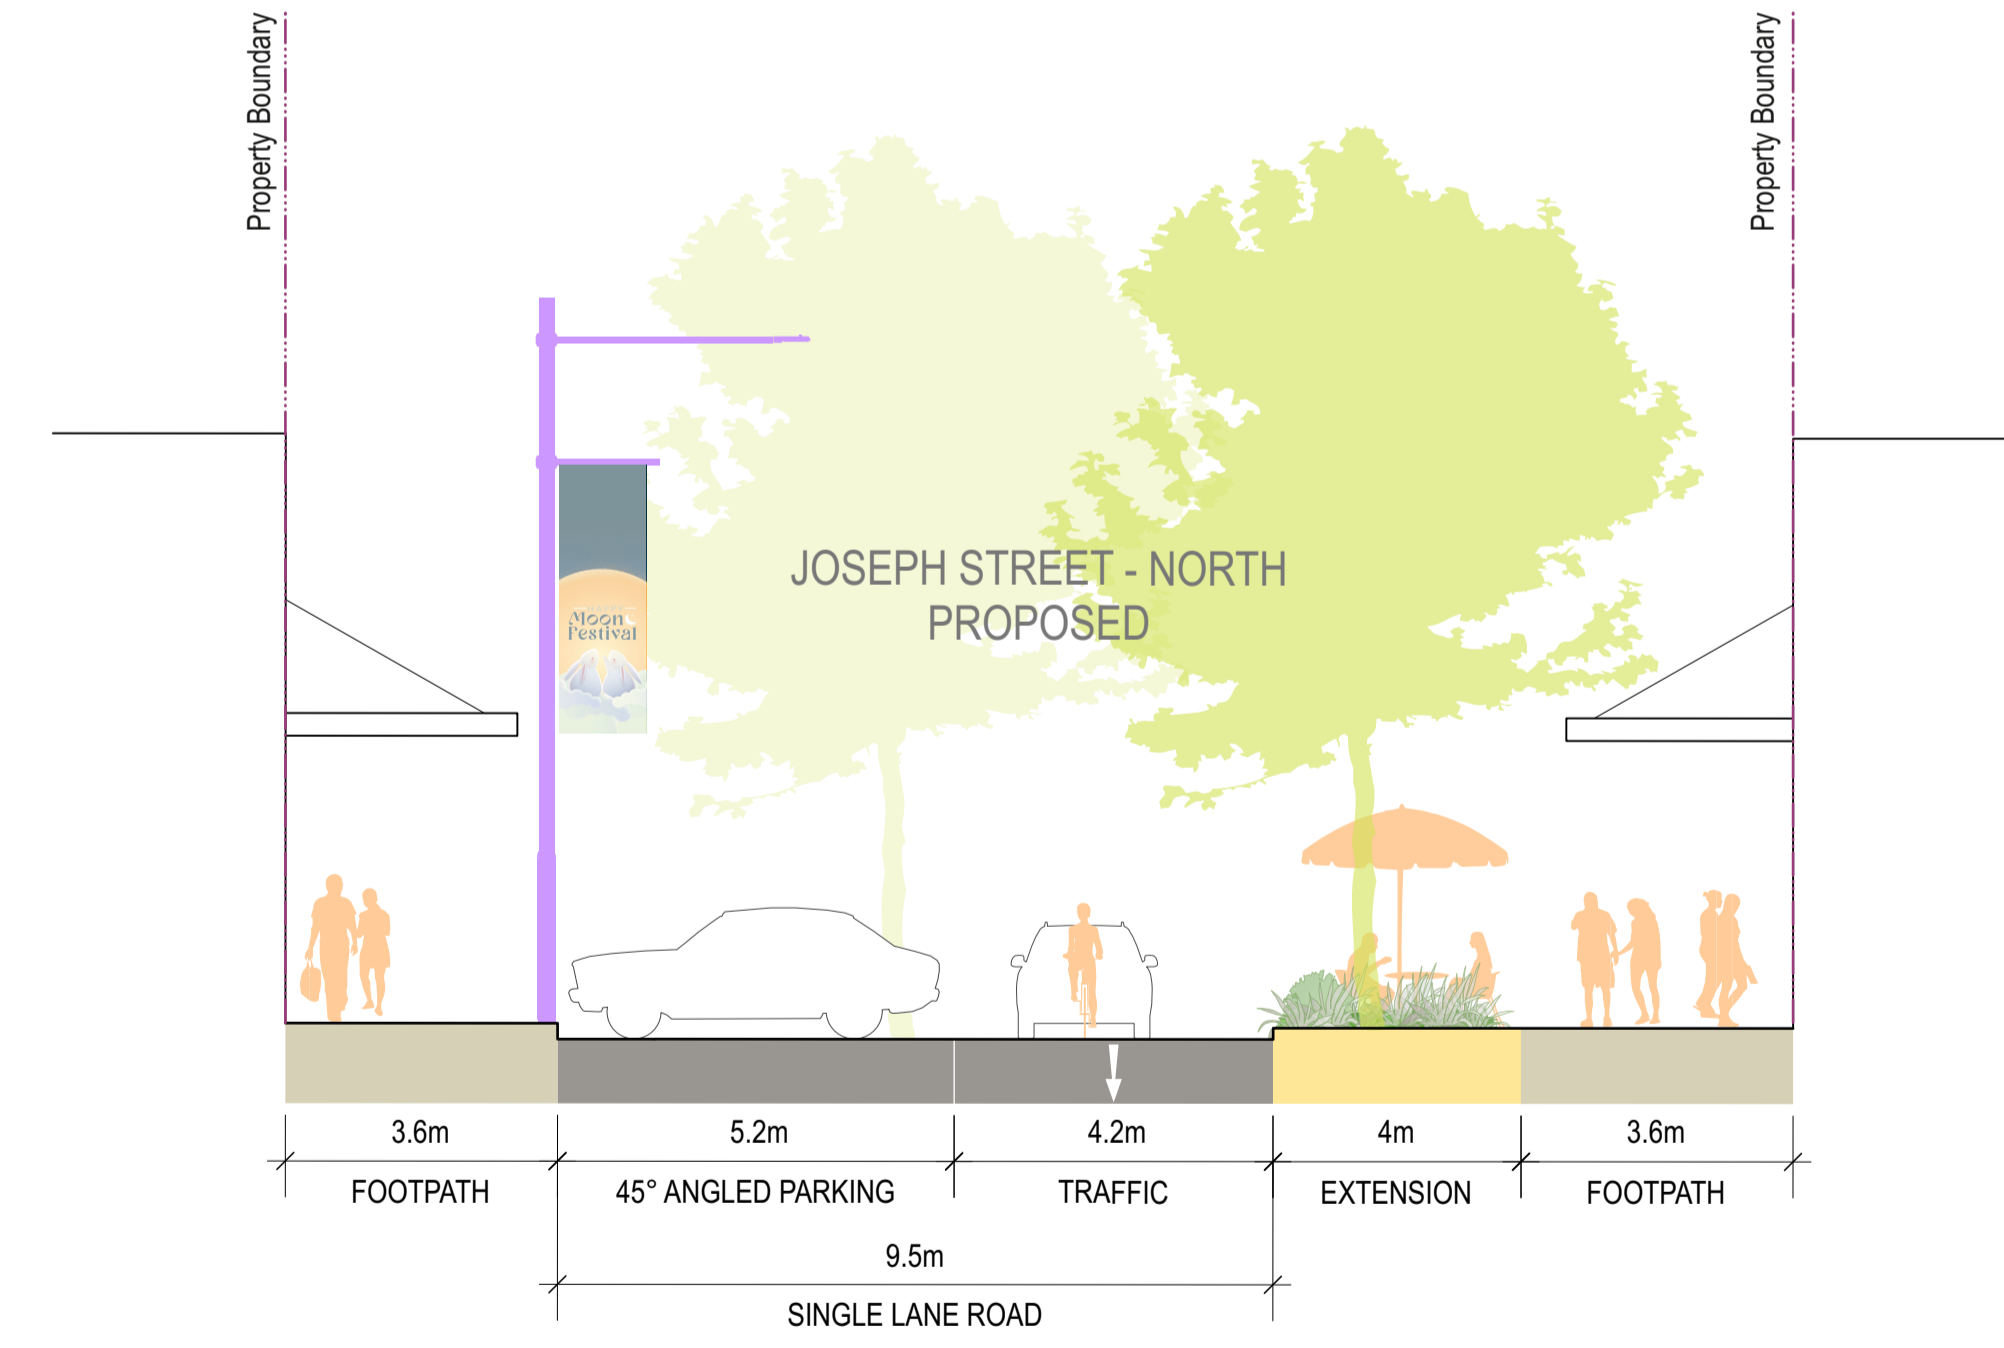 Property Boundary
Property Boundary
HAPPY
Moon
Festival
JOSEPH STREET - NORTH
PROPOSED
3.6m
5.2m
4.2m
4m
3.6m
FOOTPATH
45° ANGLED PARKING
TRAFFIC
EXTENSION
FOOTPATH
9.5m
SINGLE LANE ROAD